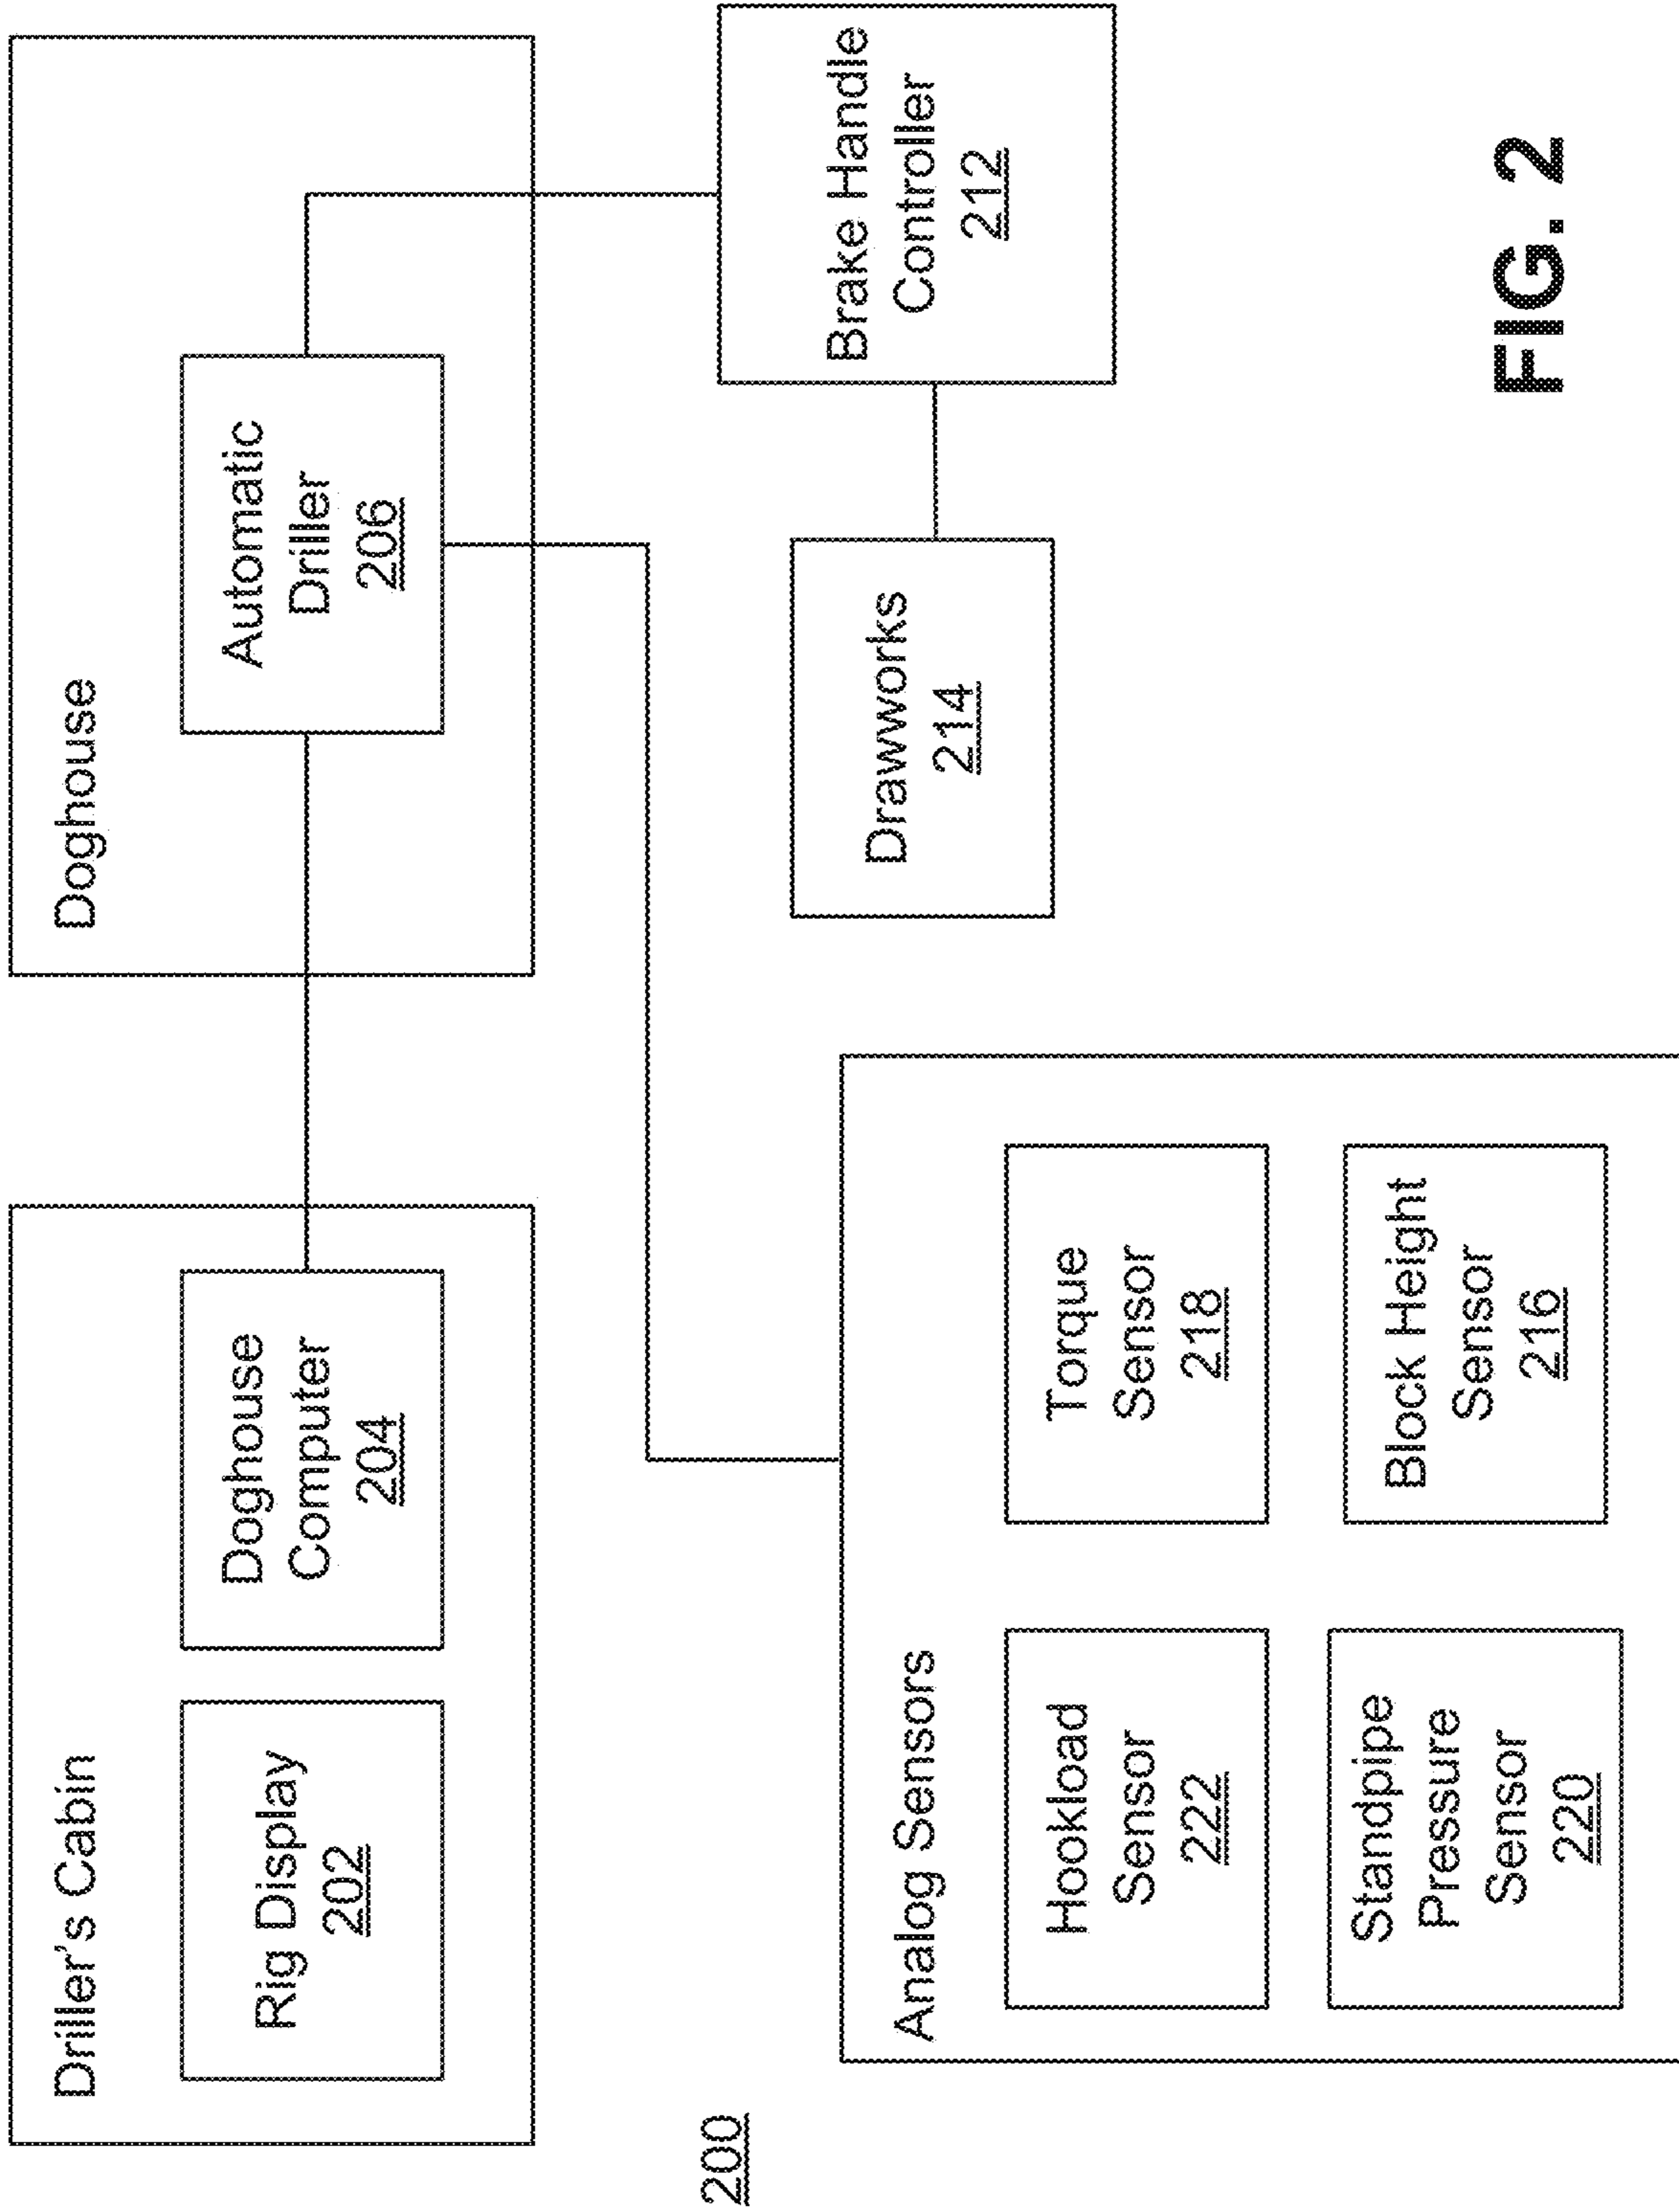 200
Driller's Cabin
Rig Display
202
Doghouse
Computer
204
Doghouse
Automatic
Driller
206
Analog Sensors
Hookload
Sensor
222
Torque
Sensor
218
Standpipe
Pressure
Sensor
220
Block Height
Sensor
216
Drawworks
214
Brake Handle
Controller
212
FIG. 2